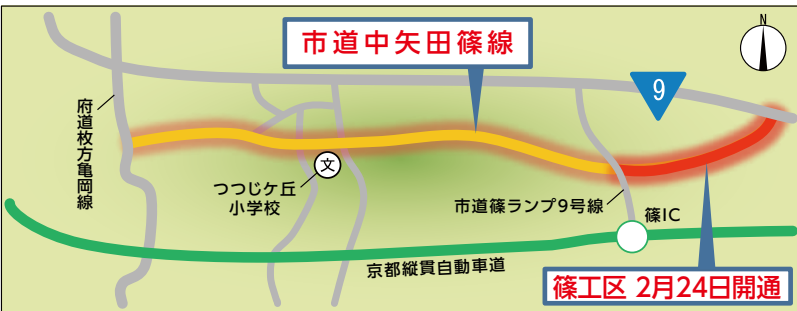 市道中矢田篠線
N
9
府道枚方亀岡線
文
つつじケ丘
小学校
市道篠ランプ9号線
篠IC
京都縦貫自動車道
篠工区 2月24日開通